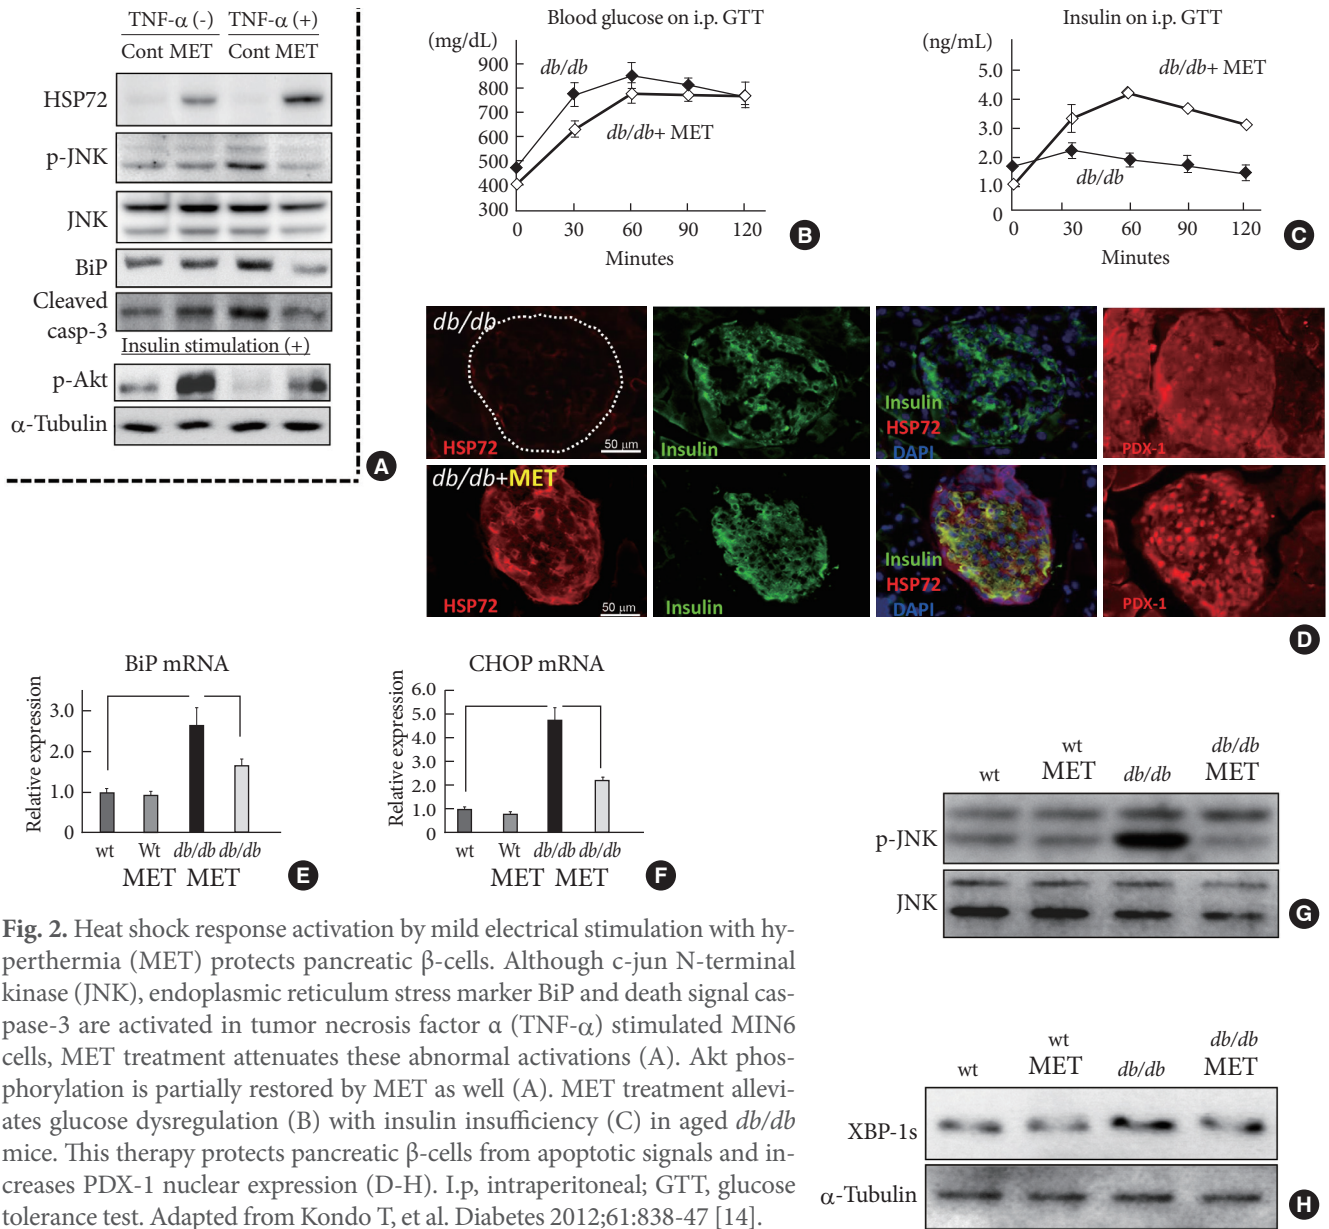 TNF-α (-) TNF-α (+)
Cont MET Cont MET
HSP72
p-JNK
JNK
BiP
Cleaved
casp-3
Insulin stimulation (+)
p-Akt
α-Tubulin
A
Blood glucose on i.p. GTT
(mg/dL)
900
800
700
600
500
400
300
db/db
db/db+ MET
0 30 60 90 120
Minutes
B
Insulin on i.p. GTT
(ng/mL)
5.0
4.0
3.0
2.0
1.0
0
db/db+ MET
db/db
0 30 60 90 120
Minutes
C
db/db
HSP72
50 µm
Insulin
Insulin
HSP72
DAPI
PDX-1
db/db+MET
HSP72
50 µm
Insulin
Insulin
HSP72
DAPI
PDX-1
D
BiP mRNA
Relative expression
3.0
2.0
1.0
0
wt Wt db/db db/db
MET MET
E
CHOP mRNA
Relative expression
6.0
5.0
4.0
3.0
2.0
1.0
0
wt Wt db/db db/db
MET MET
F
wt wt MET db/db db/db MET
p-JNK
JNK
G
wt wt MET db/db db/db MET
XBP-1s
α-Tubulin
H
Fig. 2. Heat shock response activation by mild electrical stimulation with hy-
perthermia (MET) protects pancreatic β-cells. Although c-jun N-terminal
kinase (JNK), endoplasmic reticulum stress marker BiP and death signal cas-
pase-3 are activated in tumor necrosis factor α (TNF-α) stimulated MIN6
cells, MET treatment attenuates these abnormal activations (A). Akt phos-
phorylation is partially restored by MET as well (A). MET treatment allevi-
ates glucose dysregulation (B) with insulin insufficiency (C) in aged db/db
mice. This therapy protects pancreatic β-cells from apoptotic signals and in-
creases PDX-1 nuclear expression (D-H). I.p, intraperitoneal; GTT, glucose
tolerance test. Adapted from Kondo T, et al. Diabetes 2012;61:838-47 [14].